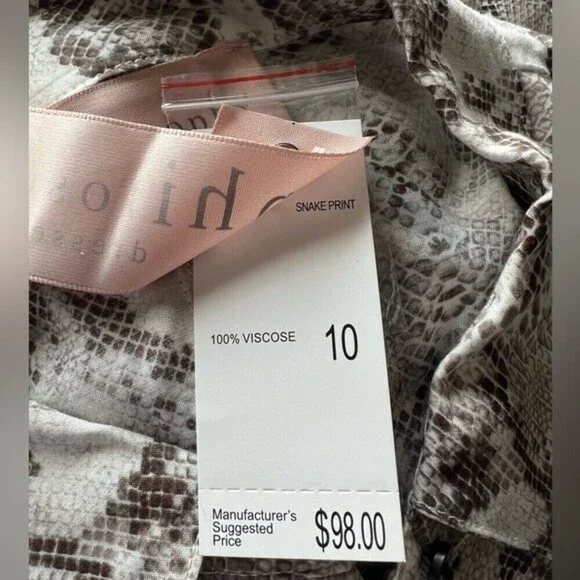 SNAKE PRINT
100% VISCOSE
10
Manufacturer's
Suggested
Price
$98.00